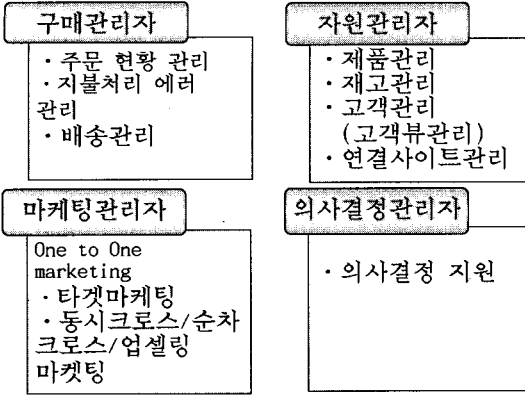 구매관리자
· 주문 현황 관리
· 지불처리 에러
관리
· 배송관리
자원관리자
· 제품관리
· 재고관리
· 고객관리
(고객뷰관리)
· 연결사이트관리
마케팅관리자
One to One
marketing
· 타겟마케팅
· 동시크로스/순차
크로스/업셀링
마켓팅
의사결정관리자
· 의사결정 지원